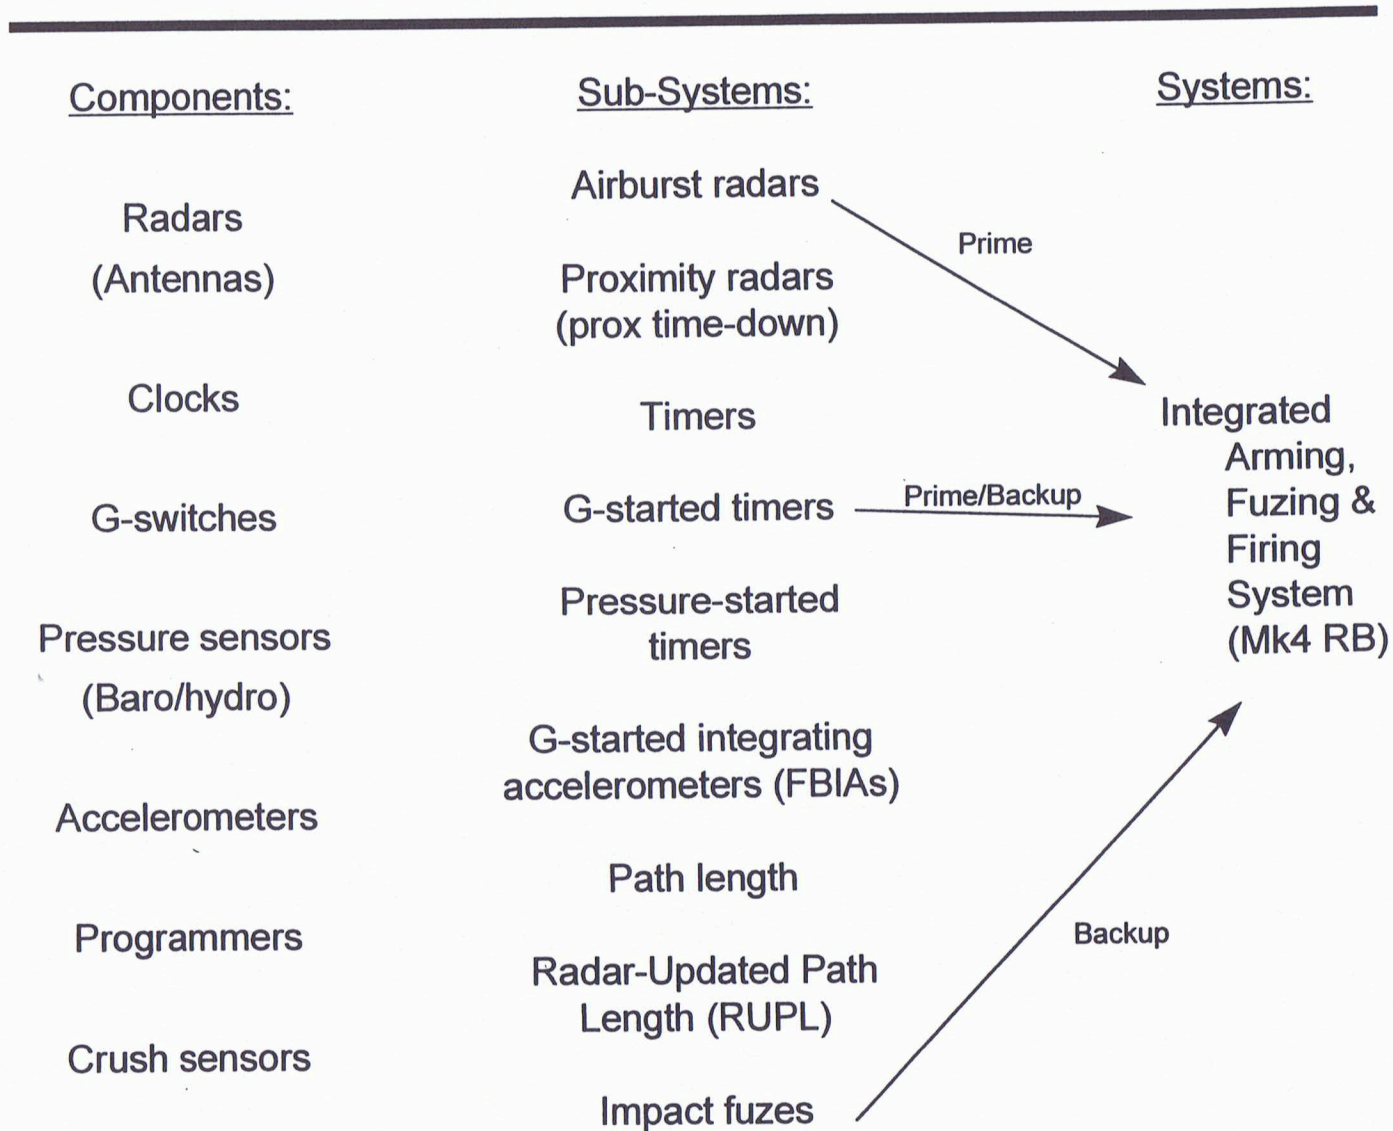 Components:
Radars
(Antennas)
Clocks
G-switches
Pressure sensors
(Baro/hydro)
Accelerometers
Programmers
Crush sensors
Sub-Systems:
Airburst radars
Proximity radars
(prox time-down)
Timers
G-started timers
Pressure-started
timers
G-started integrating
accelerometers (FBIAs)
Path length
Radar-Updated Path
Length (RUPL)
Impact fuzes
Prime
Prime/Backup
Backup
Systems:
Integrated
Arming,
Fuzing &
Firing
System
(Mk4 RB)